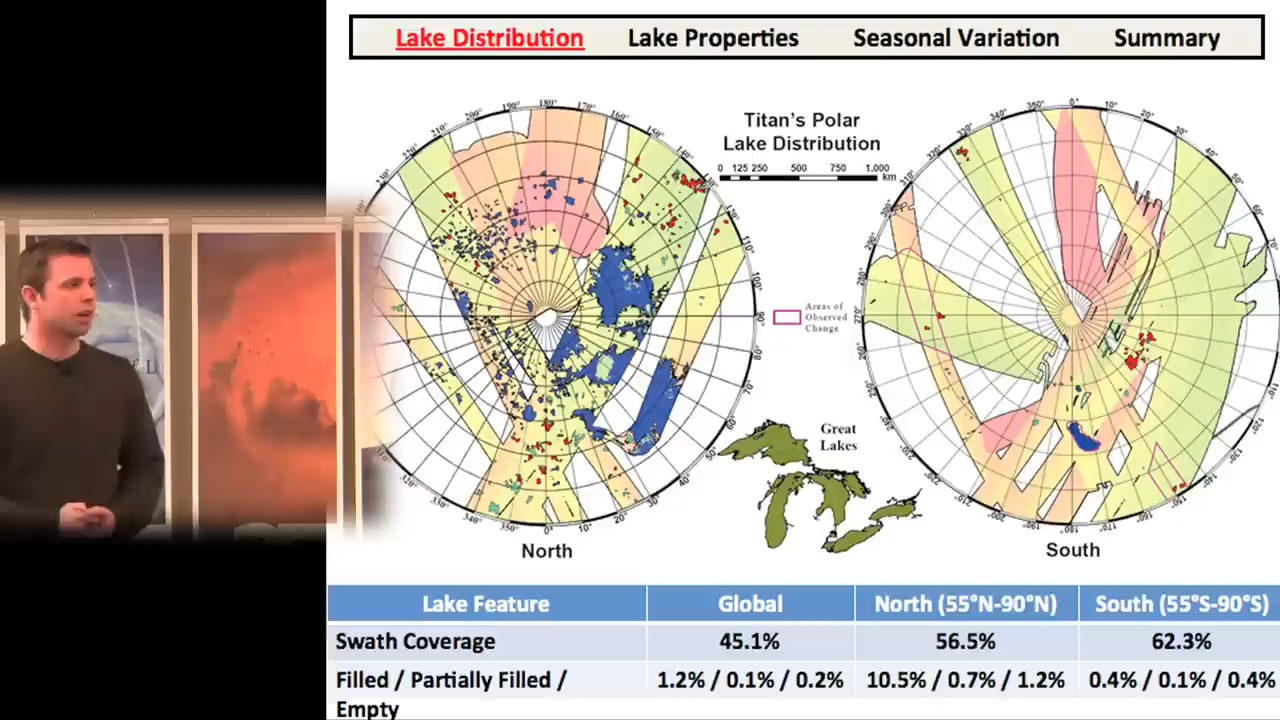 Lake Distribution Lake Properties Seasonal Variation Summary
Titan's Polar
Lake Distribution
0 125 250 500 750 1,000
km
Areas of
Observed
Change
Great
Lakes
North
South
Lake Feature Global North (55°N-90°N) South (55°S-90°S)
Swath Coverage 45.1% 56.5% 62.3%
Filled / Partially Filled / 1.2% / 0.1% / 0.2% 10.5% / 0.7% / 1.2% 0.4% / 0.1% / 0.4%
Empty